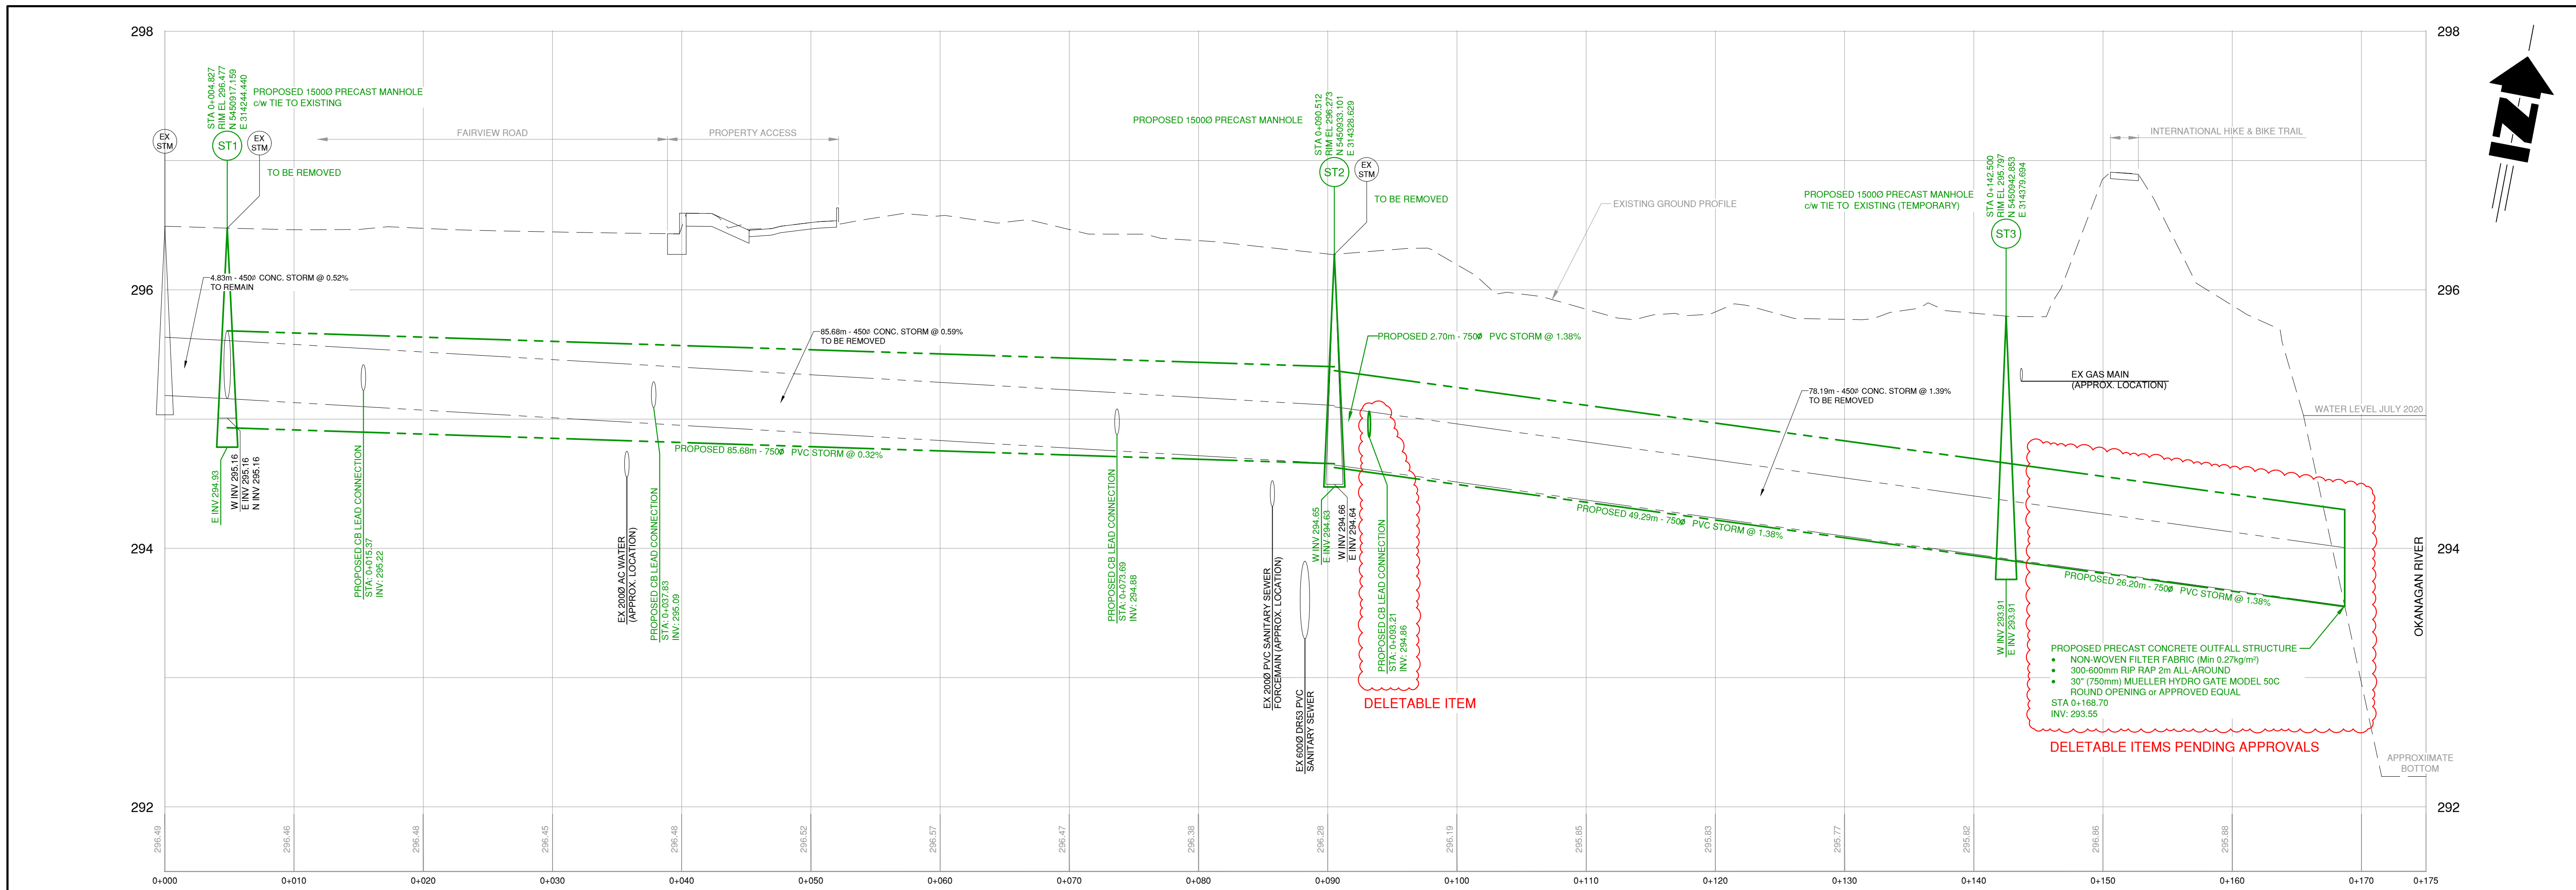 298
298
STA 0+004.827
RIM EL 296.477
N 5450917.159
E 314244.440
PROPOSED 1500Ø PRECAST MANHOLE
c/w TIE TO EXISTING
EX
STM
ST1
EX
STM
TO BE REMOVED
FAIRVIEW ROAD
PROPERTY ACCESS
PROPOSED 1500Ø PRECAST MANHOLE
STA 0+090.512
RIM EL 296.273
N 5450933.101
E 314328.629
ST2
EX
STM
TO BE REMOVED
EXISTING GROUND PROFILE
PROPOSED 1500Ø PRECAST MANHOLE
c/w TIE TO EXISTING (TEMPORARY)
STA 0+142.500
RIM EL 295.797
N 5450942.853
E 314379.694
ST3
INTERNATIONAL HIKE & BIKE TRAIL
N
296
296
4.83m - 450Ø CONC. STORM @ 0.52%
TO REMAIN
85.68m - 450Ø CONC. STORM @ 0.59%
TO BE REMOVED
PROPOSED 2.70m - 750Ø PVC STORM @ 1.38%
78.19m - 450Ø CONC. STORM @ 1.39%
TO BE REMOVED
EX GAS MAIN
(APPROX. LOCATION)
WATER LEVEL JULY 2020
PROPOSED 85.68m - 750Ø PVC STORM @ 0.32%
PROPOSED 49.29m - 750Ø PVC STORM @ 1.38%
PROPOSED 26.20m - 750Ø PVC STORM @ 1.38%
E INV 294.93
W INV 295.16
E INV 295.16
N INV 295.16
PROPOSED CB LEAD CONNECTION
STA: 0+015.37
INV: 295.22
EX 200Ø AC WATER
(APPROX. LOCATION)
PROPOSED CB LEAD CONNECTION
STA: 0+037.83
INV: 295.09
PROPOSED CB LEAD CONNECTION
STA: 0+073.69
INV: 294.88
EX 200Ø PVC SANITARY SEWER
FORCEMAIN (APPROX. LOCATION)
EX 600Ø DR53 PVC
SANITARY SEWER
W INV 294.65
E INV 294.63
W INV 294.66
E INV 294.64
PROPOSED CB LEAD CONNECTION
STA: 0+093.21
INV: 294.86
DELETABLE ITEM
W INV 293.91
E INV 293.91
294
294
OKANAGAN RIVER
PROPOSED PRECAST CONCRETE OUTFALL STRUCTURE
• NON-WOVEN FILTER FABRIC (Min 0.27kg/m²)
• 300-600mm RIP RAP 2m ALL-AROUND
• 30" (750mm) MUELLER HYDRO GATE MODEL 50C
ROUND OPENING or APPROVED EQUAL
STA 0+168.70
INV: 293.55
DELETABLE ITEMS PENDING APPROVALS
APPROXIIMATE
BOTTOM
292
292
296.49
296.46
296.48
296.45
296.48
296.52
296.57
296.47
296.38
296.28
296.19
295.85
295.83
295.77
295.82
296.86
295.88
0+000
0+010
0+020
0+030
0+040
0+050
0+060
0+070
0+080
0+090
0+100
0+110
0+120
0+130
0+140
0+150
0+160
0+170
0+175